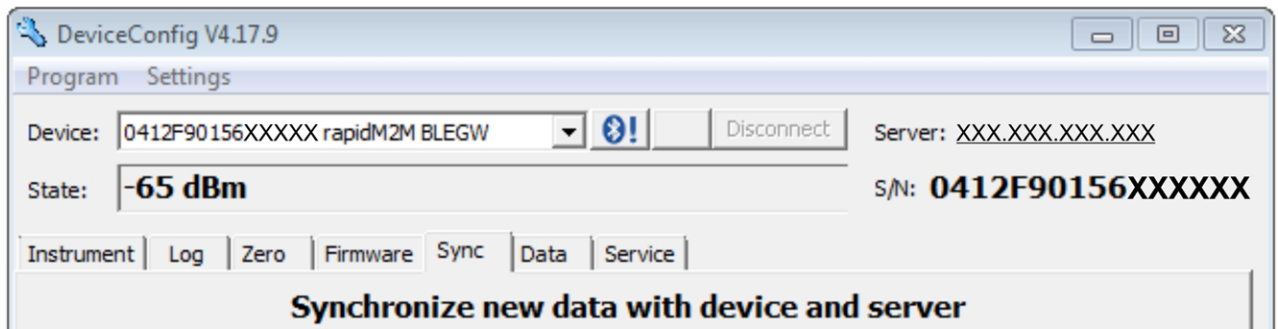 DeviceConfig V4.17.9
Program Settings
Device: 0412F90156XXXXX rapidM2M BLEGW ! Disconnect Server: XXX.XXX.XXX.XXX
State: -65 dBm S/N: 0412F90156XXXXXX
Instrument Log Zero Firmware Sync Data Service
Synchronize new data with device and server